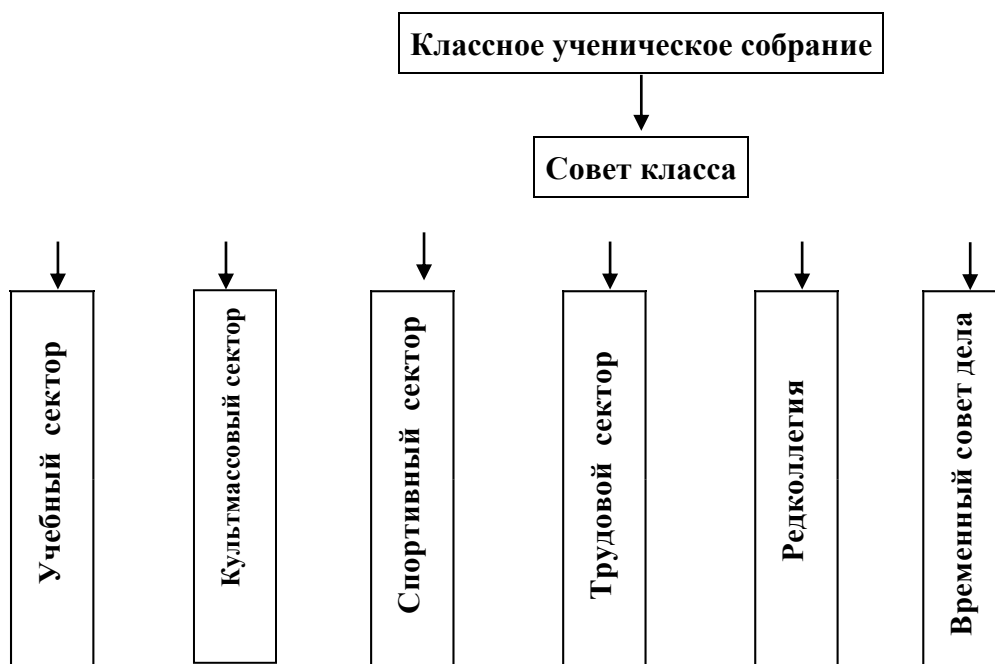 Классное ученическое собрание
Совет класса
Учебный сектор
Культмассовый сектор
Спортивный сектор
Трудовой сектор
Редколлегия
Временный совет дела